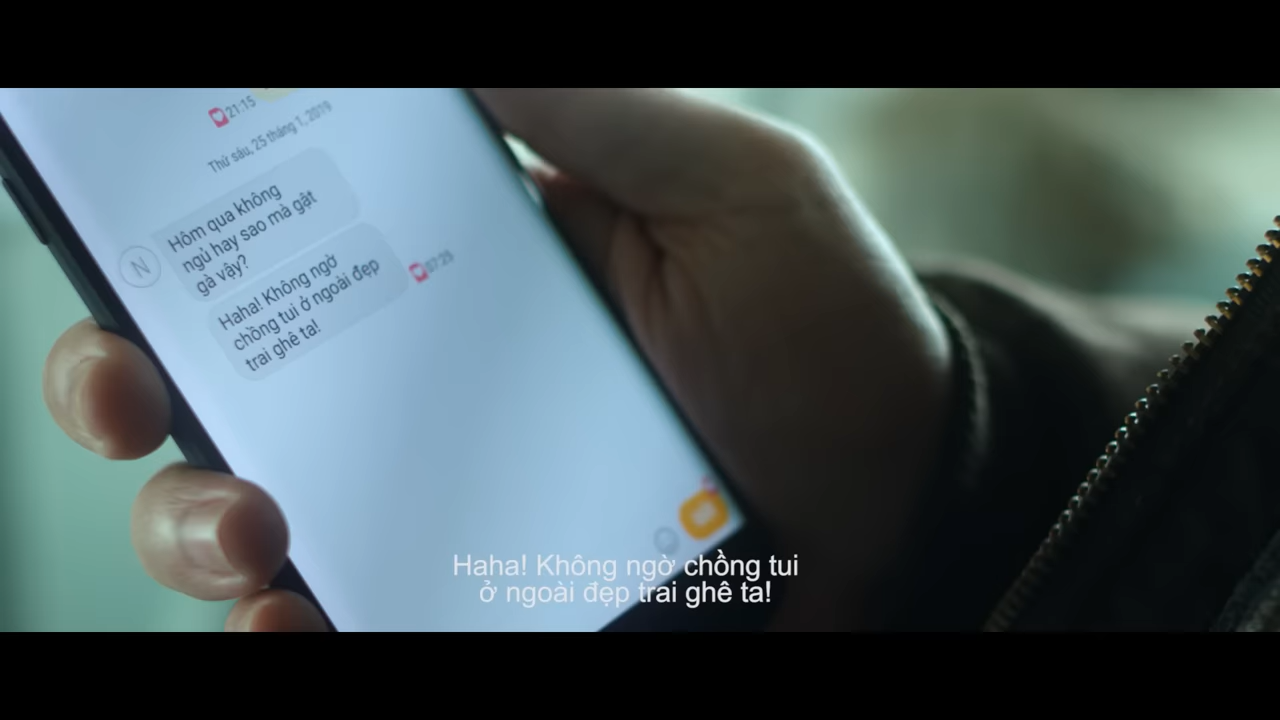 21:15
Thứ sáu, 25 tháng 1, 2019
Hôm qua không
ngủ hay sao mà gật
gà vậy?
N
Haha! Không ngờ
chồng tui ở ngoài đẹp
trai ghê ta!
07:29
Haha! Không ngờ chồng tui
ở ngoài đẹp trai ghê ta!